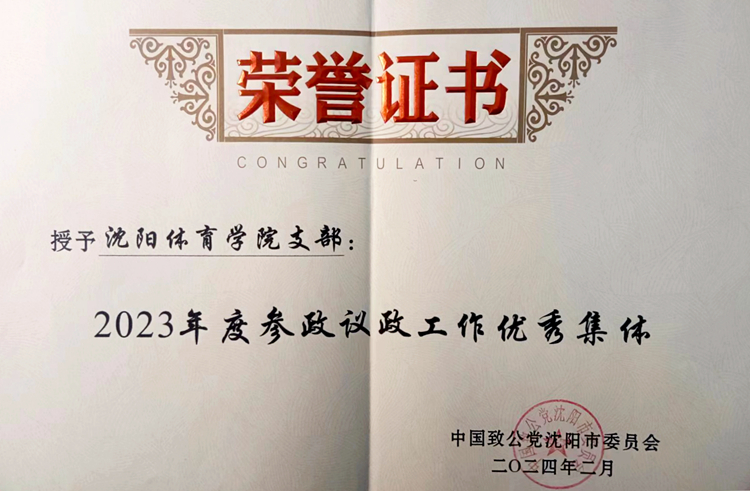 荣誉证书
CONGRATULATION
授予沈阳体育学院支部：
2023年度参政议政工作优秀集体
中国致公党沈阳市委员会
二〇二四年二月